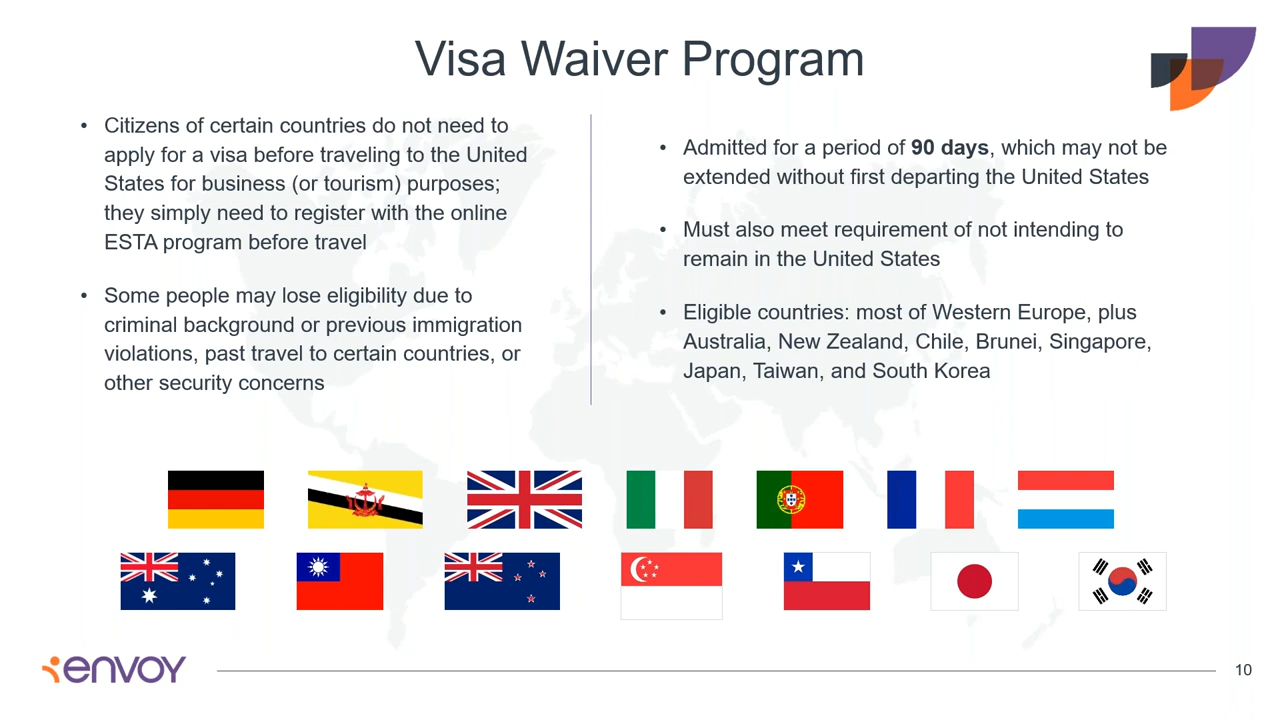 Visa Waiver Program
• Citizens of certain countries do not need to
apply for a visa before traveling to the United
States for business (or tourism) purposes;
they simply need to register with the online
ESTA program before travel
• Some people may lose eligibility due to
criminal background or previous immigration
violations, past travel to certain countries, or
other security concerns
• Admitted for a period of 90 days, which may not be
extended without first departing the United States
• Must also meet requirement of not intending to
remain in the United States
• Eligible countries: most of Western Europe, plus
Australia, New Zealand, Chile, Brunei, Singapore,
Japan, Taiwan, and South Korea
envoy
10